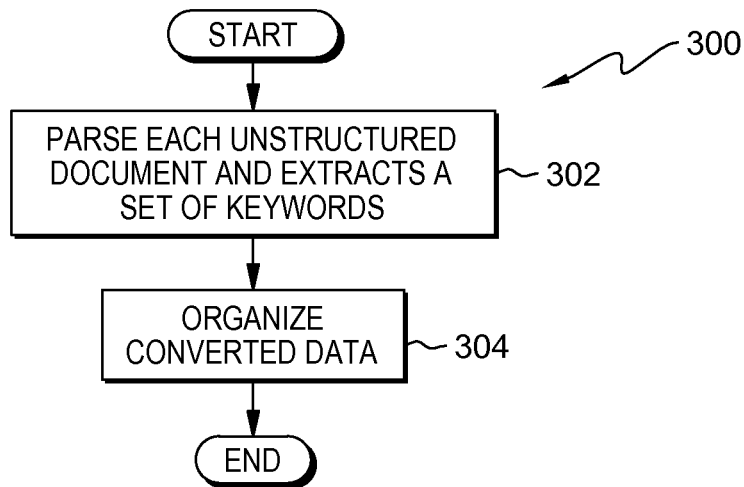 START
300
PARSE EACH UNSTRUCTURED
DOCUMENT AND EXTRACTS A
SET OF KEYWORDS
302
ORGANIZE
CONVERTED DATA
304
END